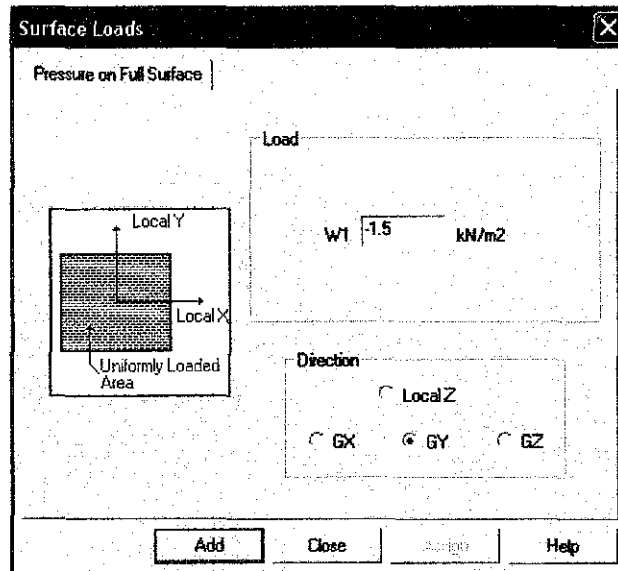 Surface Loads
Pressure on Full Surface
Load
W1 -1.5 kN/m2
Local Y
Local X
Uniformly Loaded
Area
Direction
Local Z
GX GY GZ
Add Close Assign Help